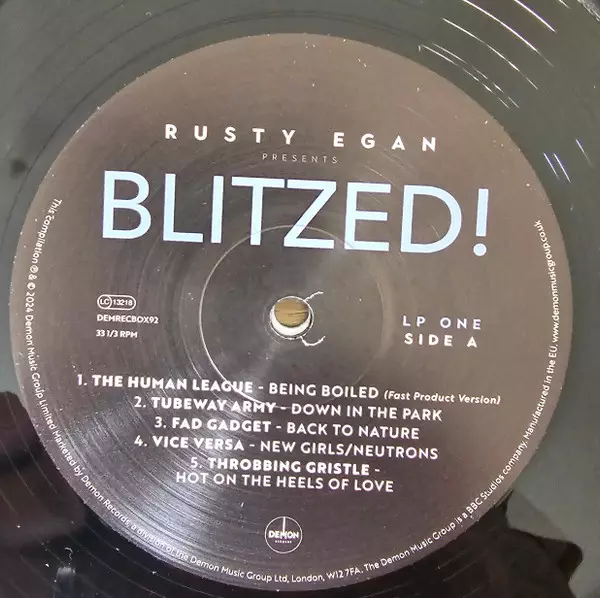 RUSTY EGAN
PRESENTS
BLITZED!
LC 13218
DEMRECBOX92
33 1/3 RPM
LP ONE
SIDE A
1. THE HUMAN LEAGUE - BEING BOILED (Fast Product Version)
2. TUBEWAY ARMY - DOWN IN THE PARK
3. FAD GADGET - BACK TO NATURE
4. VICE VERSA - NEW GIRLS/NEUTRONS
5. THROBBING GRISTLE -
HOT ON THE HEELS OF LOVE
DEMON
RECORDS
This compilation ℗ & © 2024 Demon Music Group Limited Marketed by Demon Records, a division of the Demon Music Group Ltd, London, W12 7FA. The Demon Music Group is a BBC Studios company. Manufactured in the EU. www.demonmusicgroup.co.uk